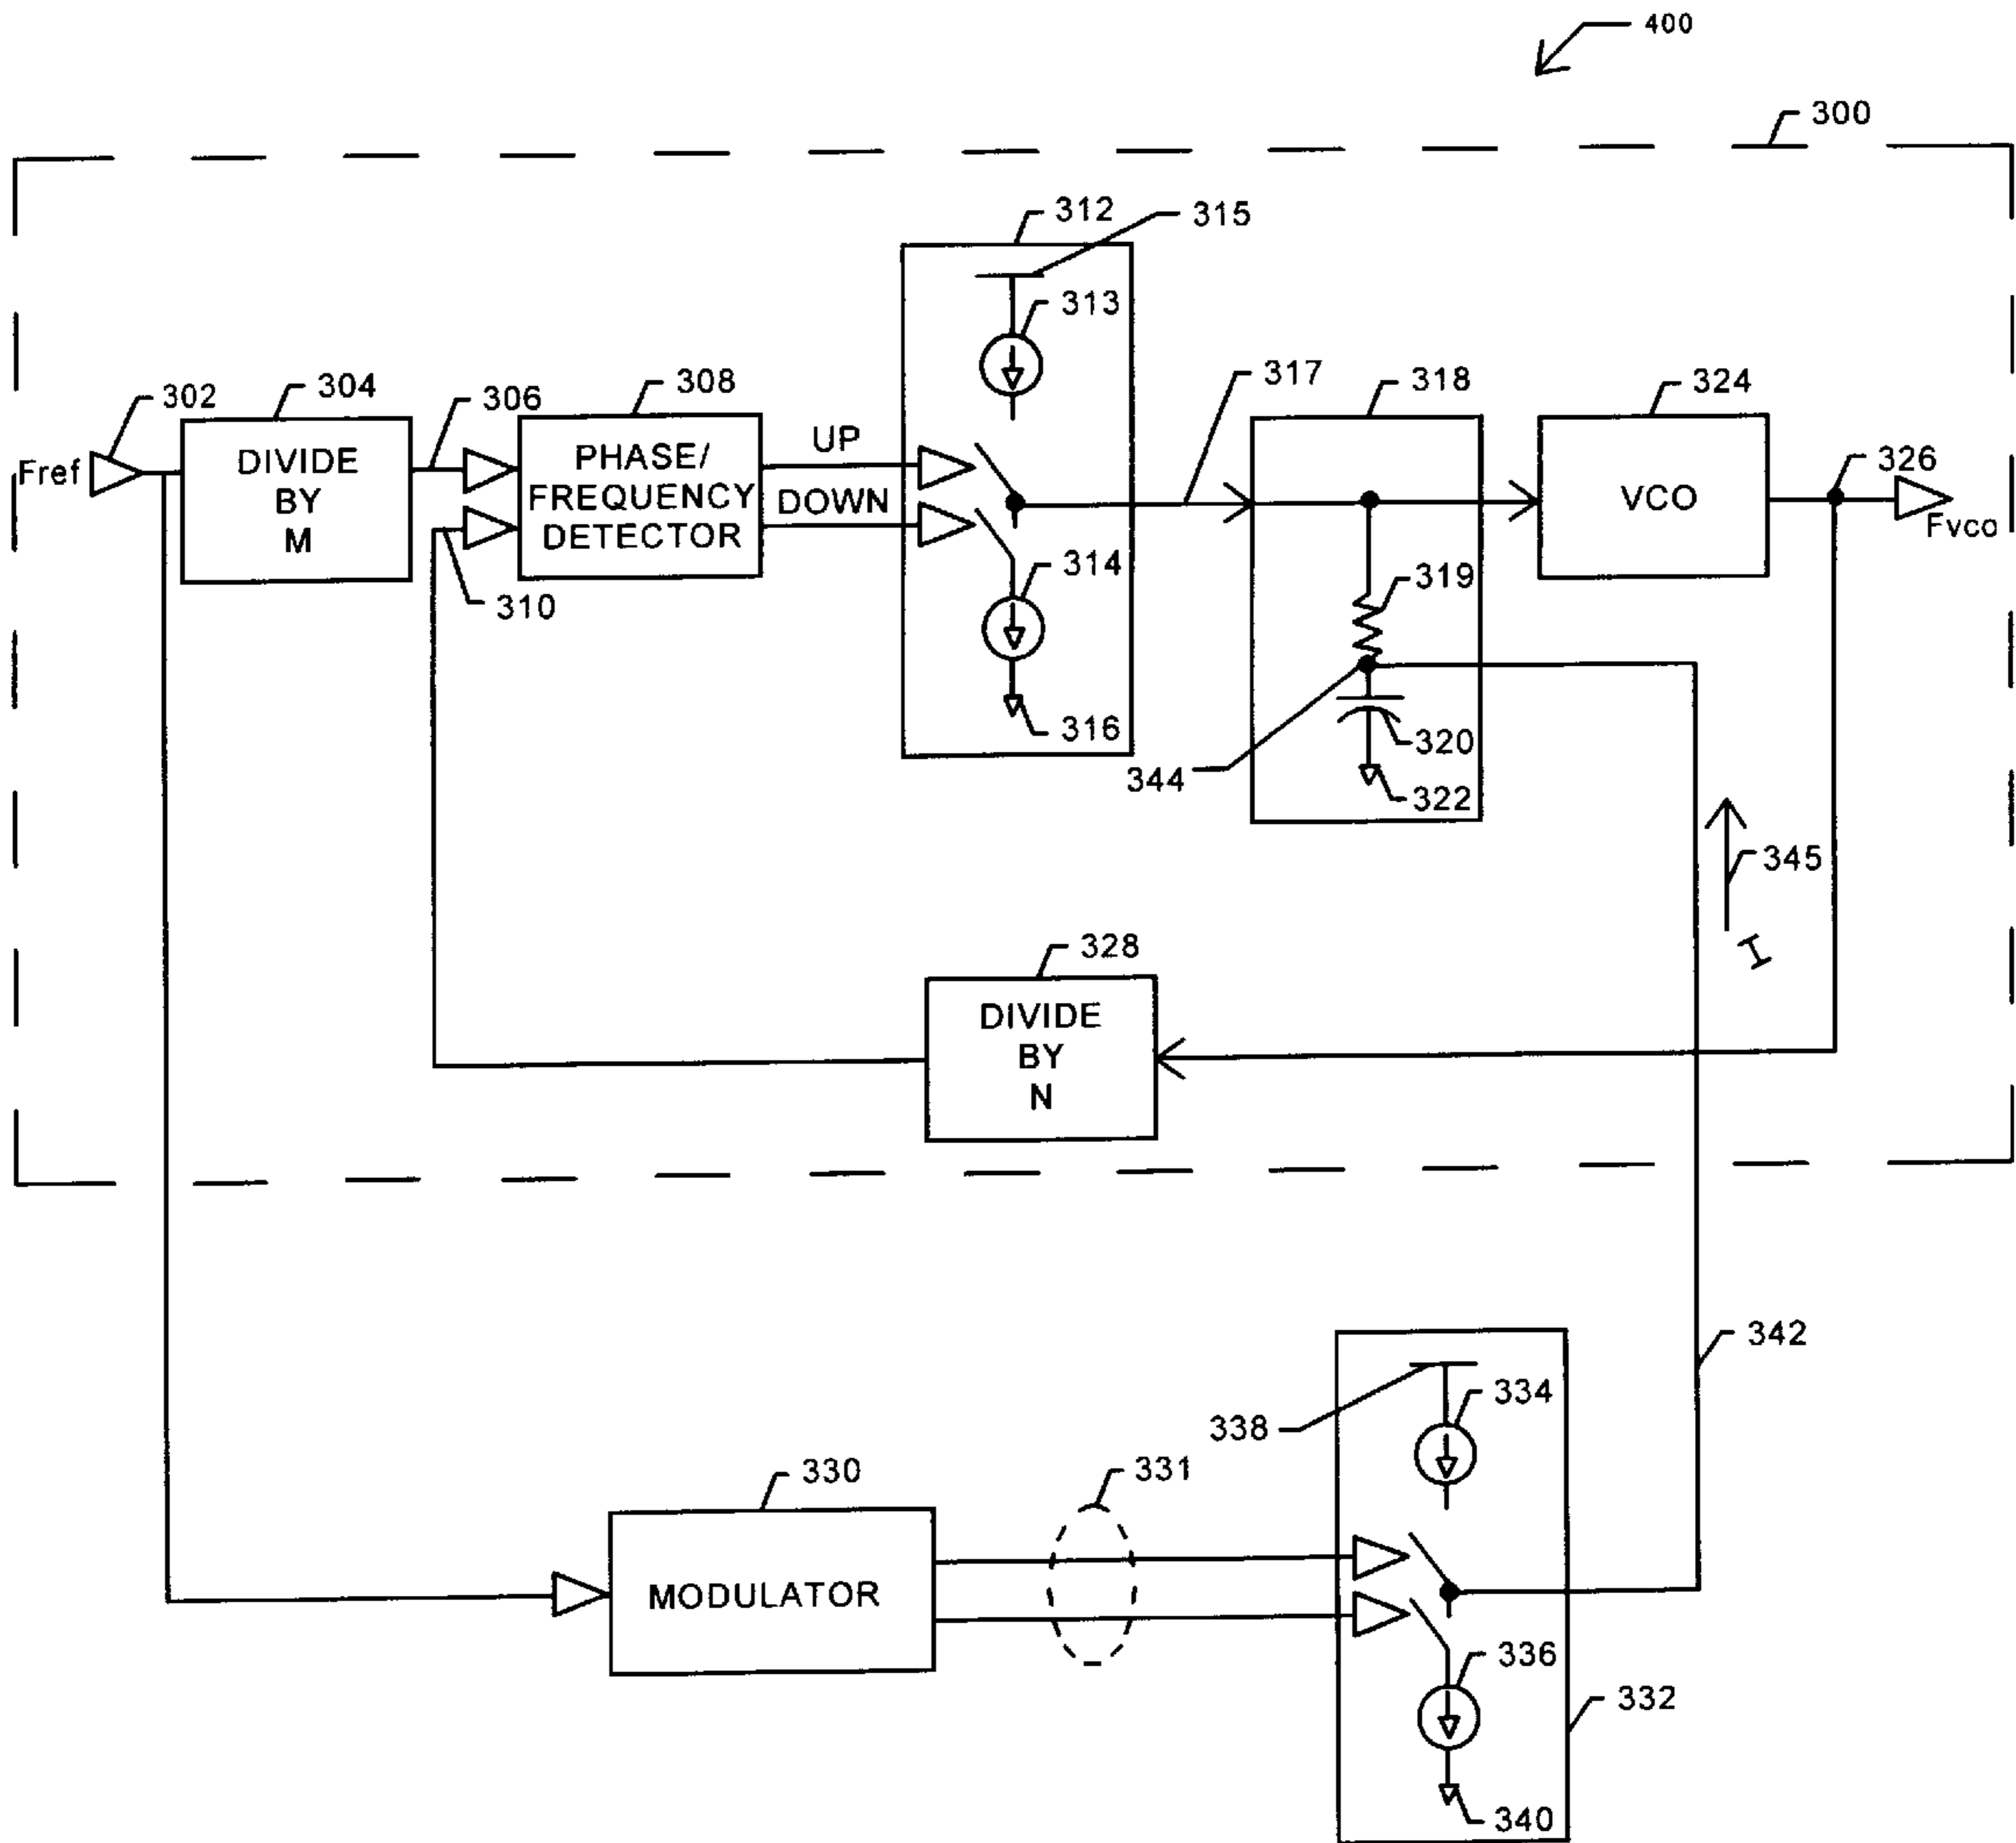 400
300
312
315
313
302
304
306
308
317
318
324
326
Fref
DIVIDE
BY
M
PHASE/
FREQUENCY
DETECTOR
UP
DOWN
VCO
Fvco
310
314
316
319
320
322
344
345
I
328
DIVIDE
BY
N
342
338
334
330
331
MODULATOR
336
332
340